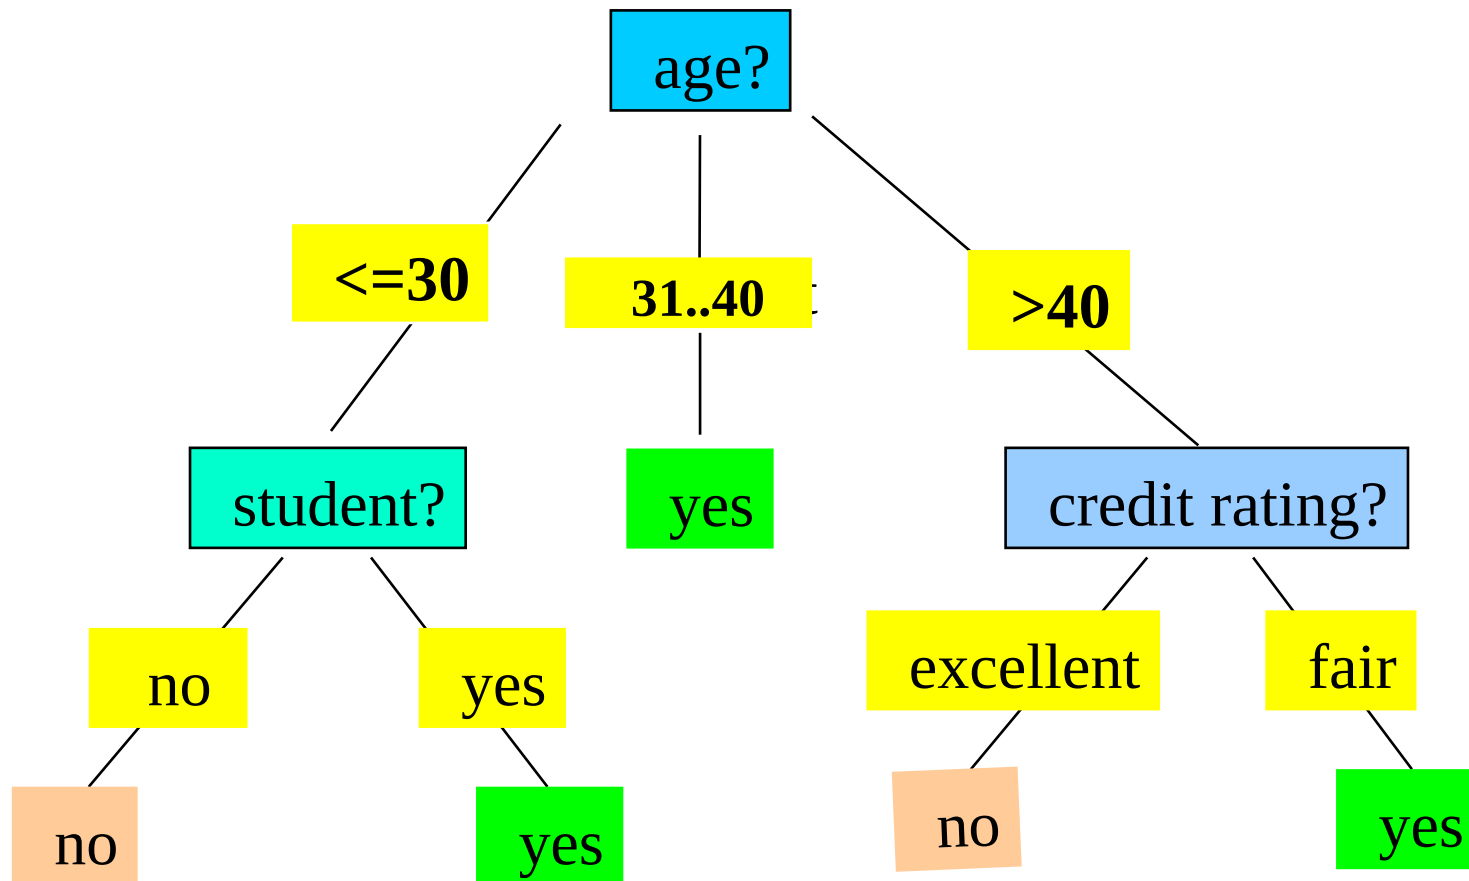 age?
<=30
31..40
>40
student?
yes
credit rating?
no
yes
excellent
fair
no
yes
no
yes